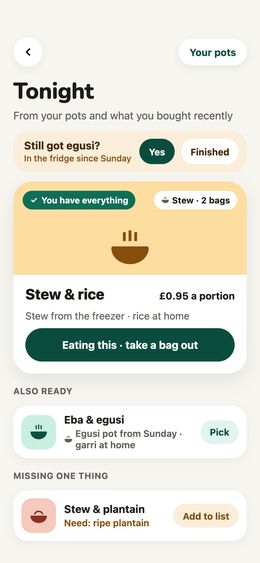 Your pots
Tonight
From your pots and what you bought recently
Still got egusi?
In the fridge since Sunday
Yes
Finished
✓ You have everything
Stew · 2 bags
Stew & rice
£0.95 a portion
Stew from the freezer · rice at home
Eating this · take a bag out
ALSO READY
Eba & egusi
Egusi pot from Sunday ·
garri at home
Pick
MISSING ONE THING
Stew & plantain
Need: ripe plantain
Add to list